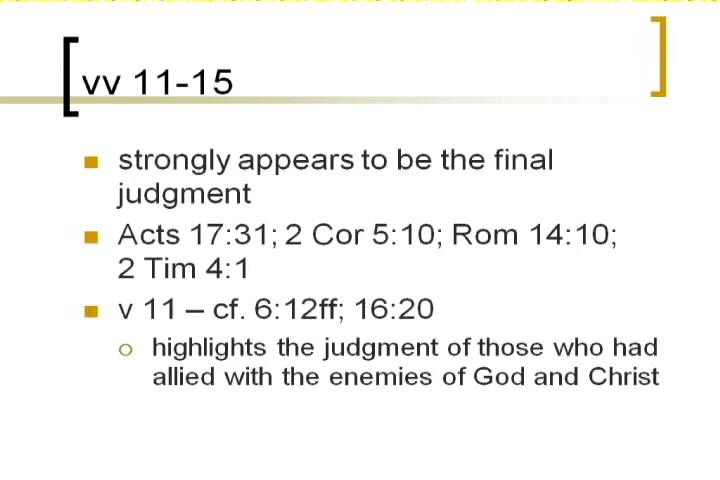 vv 11-15
strongly appears to be the final
judgment
Acts 17:31; 2 Cor 5:10; Rom 14:10;
2 Tim 4:1
v 11 – cf. 6:12ff; 16:20
highlights the judgment of those who had
allied with the enemies of God and Christ